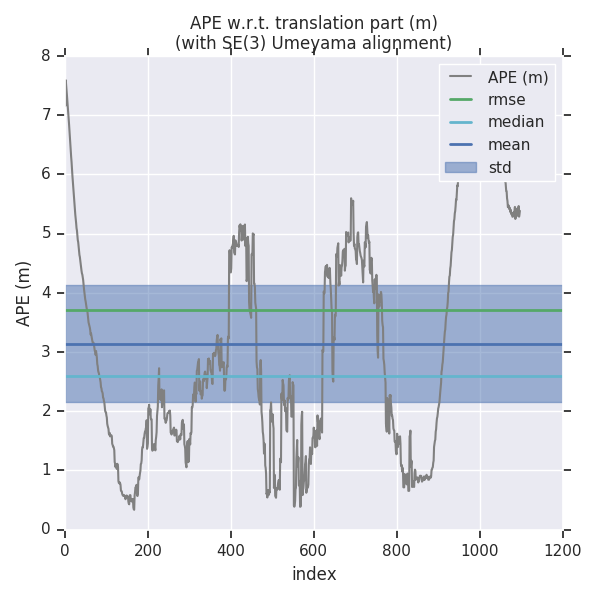 APE w.r.t. translation part (m)
(with SE(3) Umeyama alignment)
8
7
6
5
4
3
2
1
0
APE (m)
APE (m)
rmse
median
mean
std
0 200 400 600 800 1000 1200
index